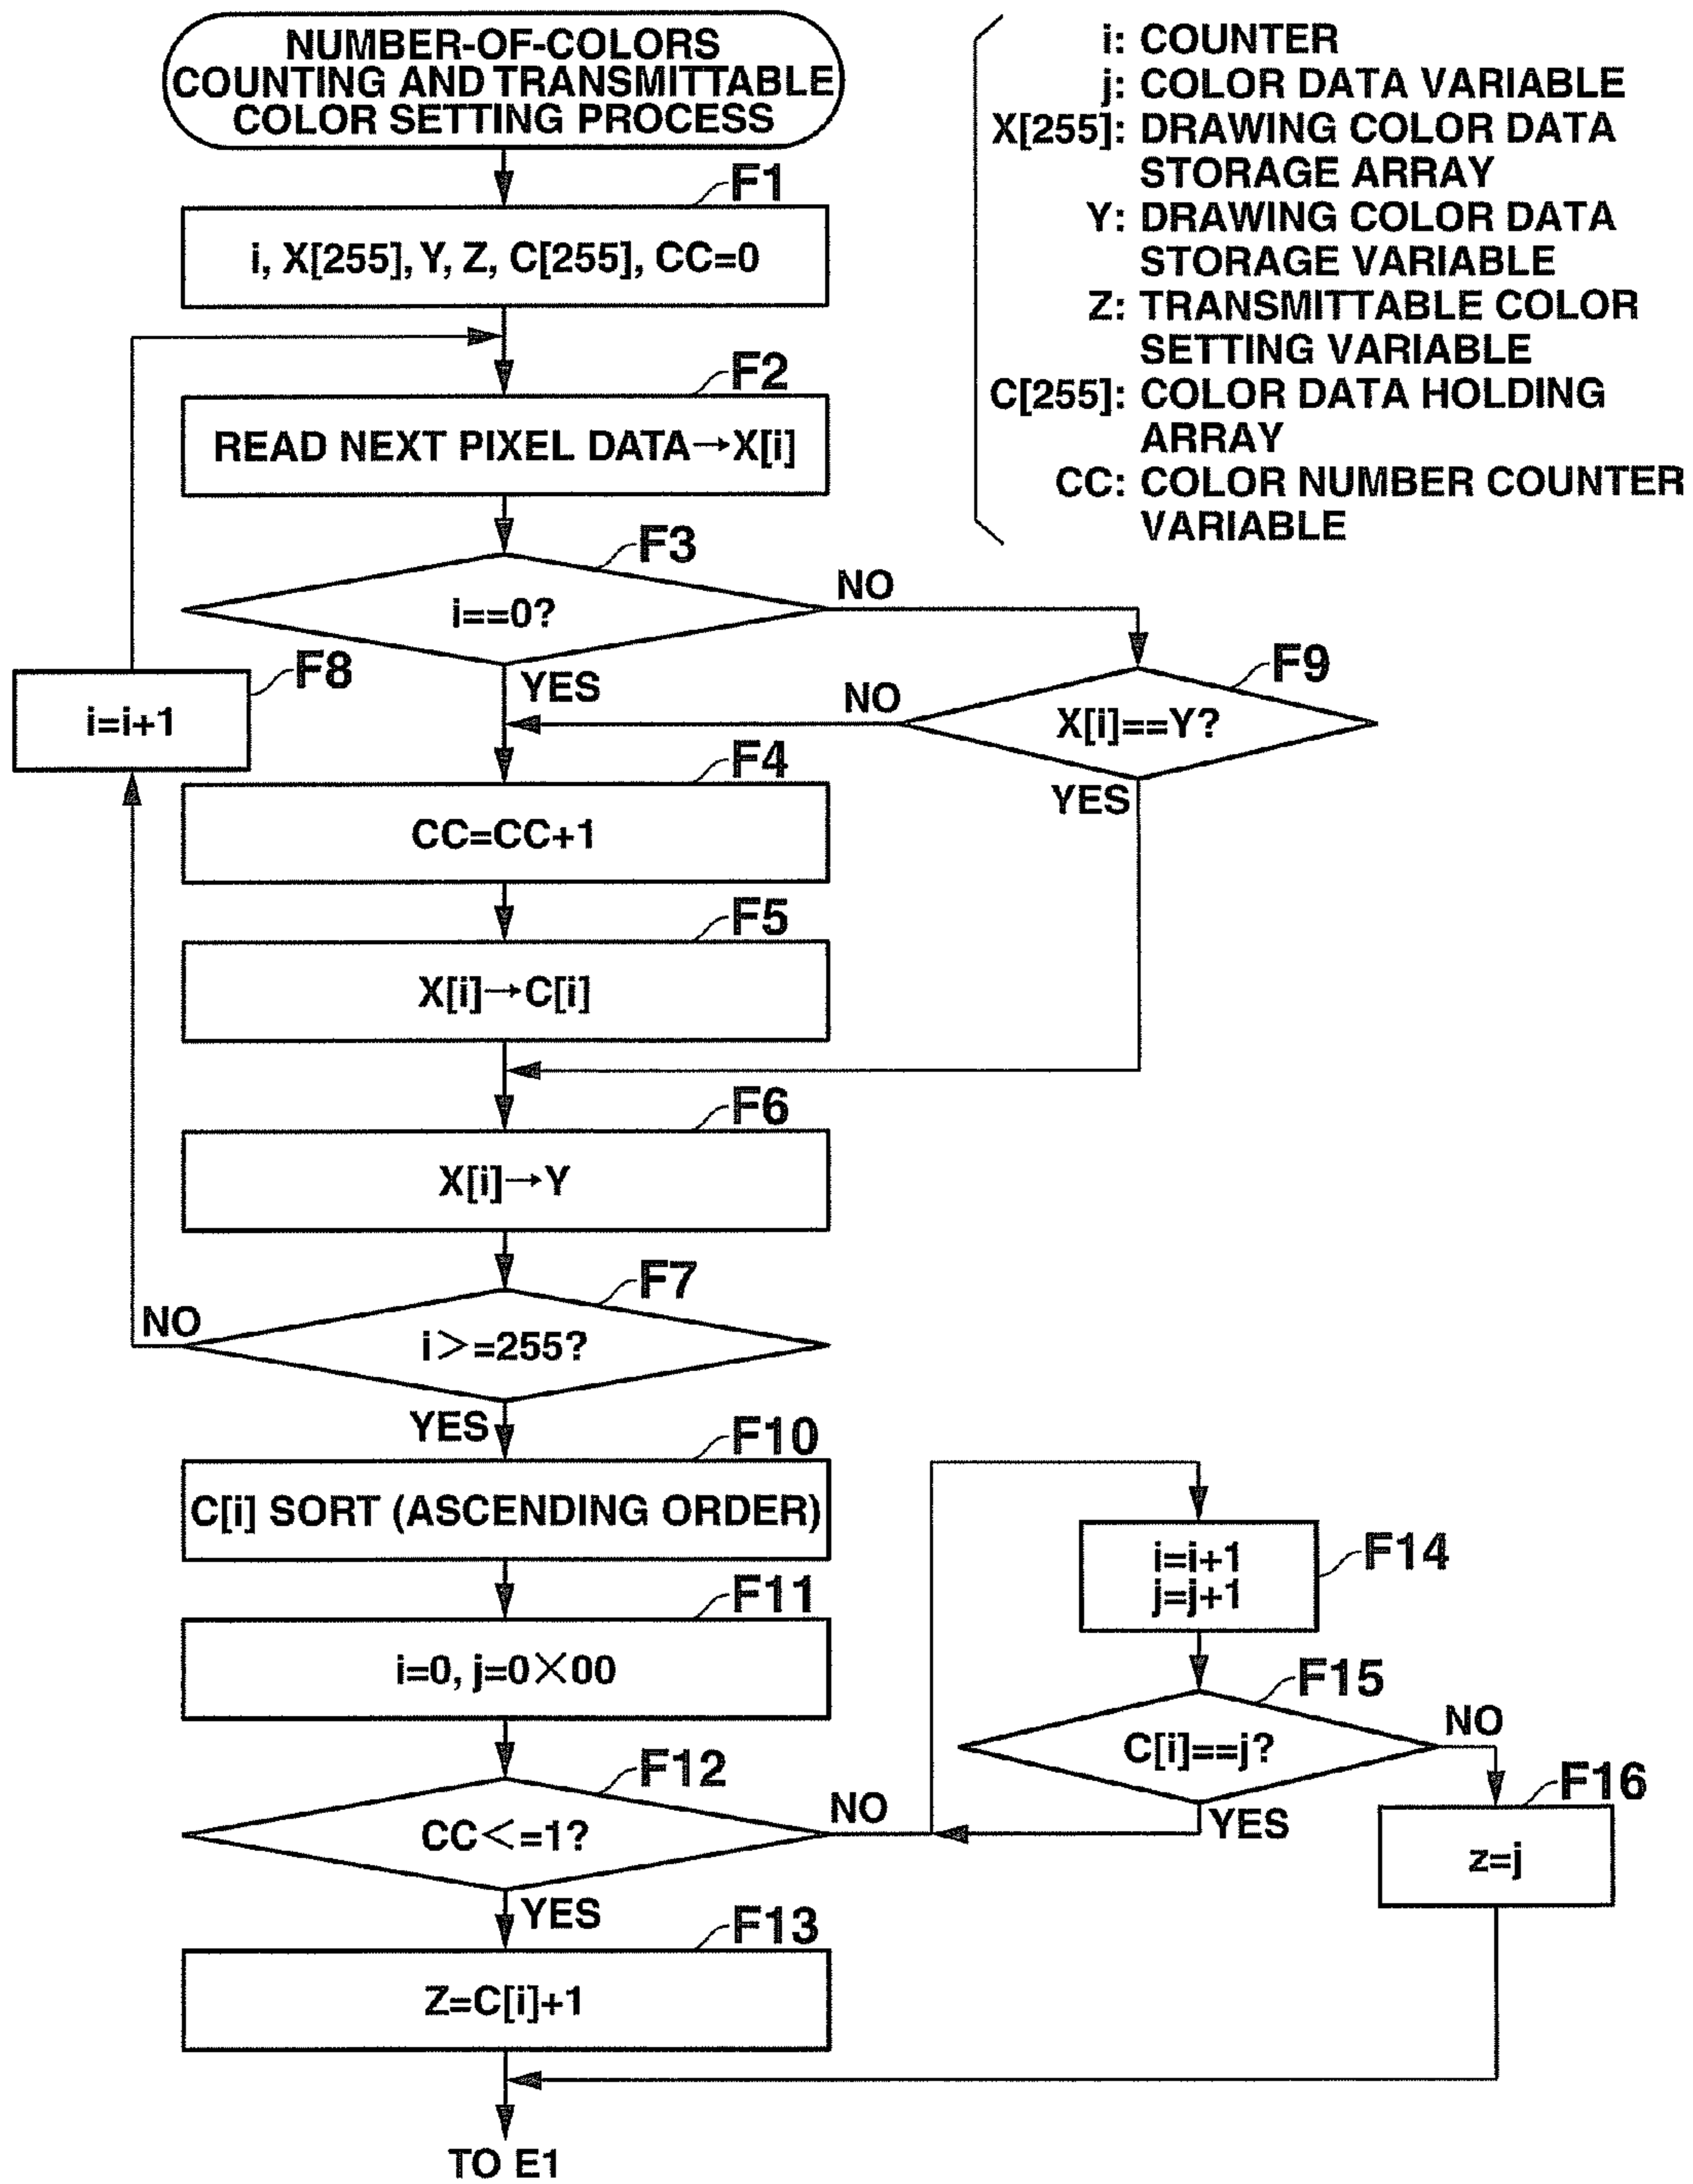 NUMBER-OF-COLORS
COUNTING AND TRANSMITTABLE
COLOR SETTING PROCESS
i: COUNTER
j: COLOR DATA VARIABLE
X[255]: DRAWING COLOR DATA
STORAGE ARRAY
Y: DRAWING COLOR DATA
STORAGE VARIABLE
Z: TRANSMITTABLE COLOR
SETTING VARIABLE
C[255]: COLOR DATA HOLDING
ARRAY
CC: COLOR NUMBER COUNTER
VARIABLE
F1
i, X[255], Y, Z, C[255], CC=0
F2
READ NEXT PIXEL DATA→X[i]
F3
i==0?
NO
YES
F8
i=i+1
F9
X[i]==Y?
NO
YES
F4
CC=CC+1
F5
X[i]→C[i]
F6
X[i]→Y
F7
i>=255?
NO
YES
F10
C[i] SORT (ASCENDING ORDER)
F11
i=0, j=0×00
F12
CC<=1?
NO
YES
F14
i=i+1
j=j+1
F15
C[i]==j?
NO
YES
F16
z=j
F13
Z=C[i]+1
TO E1